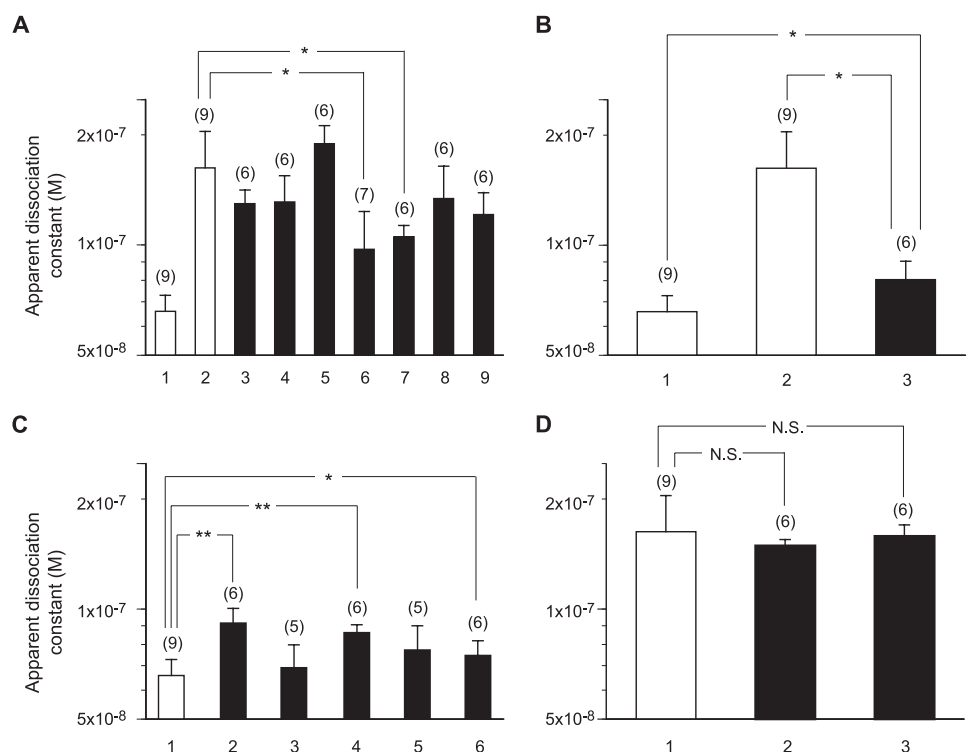 A
*
*
(9)
(9)
(6)
(6)
(6)
(7)
(6)
(6)
(6)
2x10-7
1x10-7
5x10-8
Apparent dissociation
constant (M)
1 2 3 4 5 6 7 8 9
B
*
*
(9)
(9)
(6)
2x10-7
1x10-7
5x10-8
1 2 3
C
*
**
**
(9)
(6)
(5)
(6)
(5)
(6)
2x10-7
1x10-7
5x10-8
Apparent dissociation
constant (M)
1 2 3 4 5 6
D
N.S.
N.S.
(9)
(6)
(6)
2x10-7
1x10-7
5x10-8
1 2 3